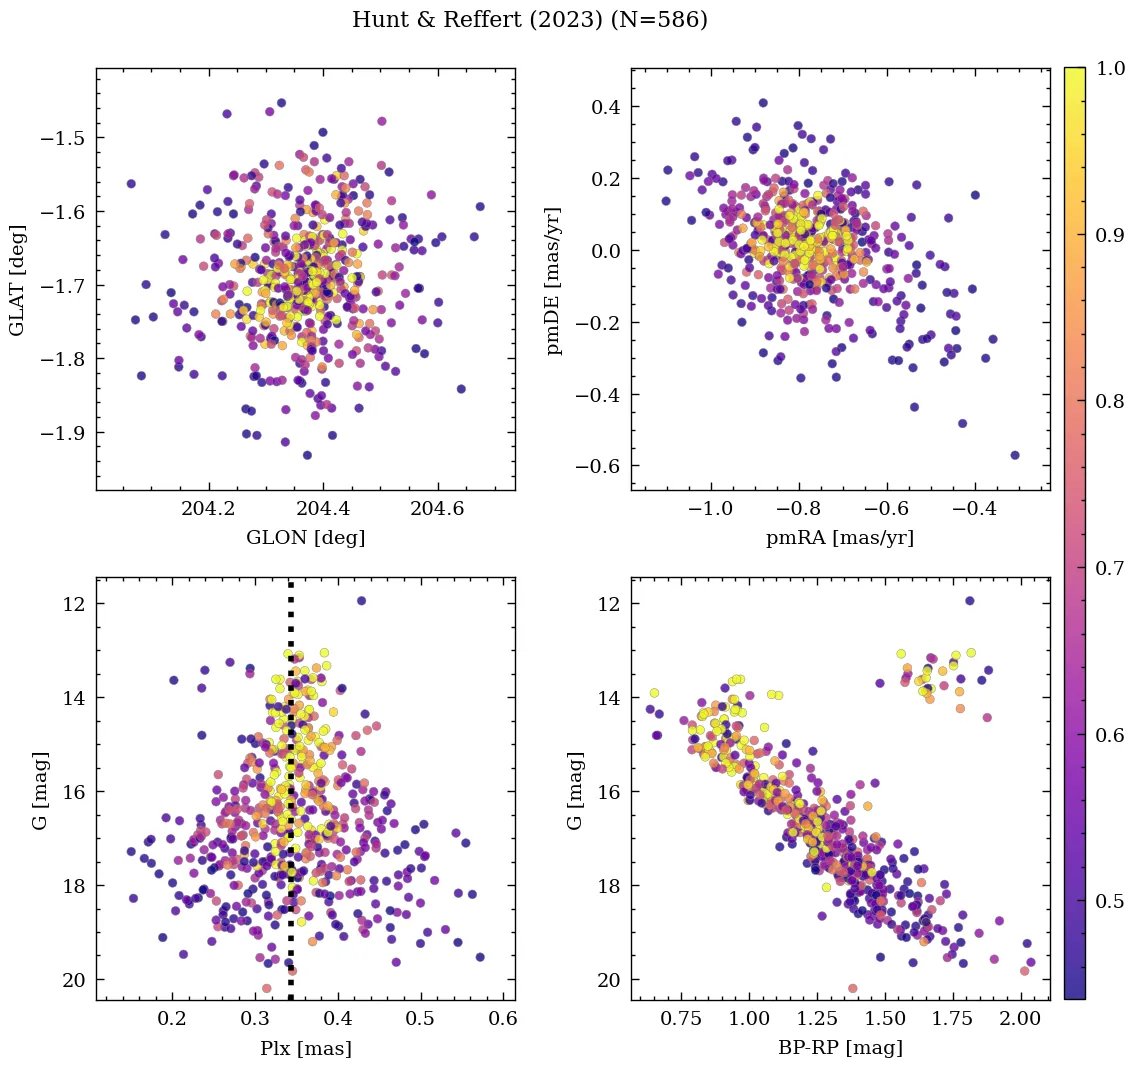 Hunt & Reffert (2023) (N=586)
−1.5
−1.6
−1.7
−1.8
−1.9
GLAT [deg]
204.2 204.4 204.6
GLON [deg]
0.4
0.2
0.0
−0.2
−0.4
−0.6
pmDE [mas/yr]
−1.0 −0.8 −0.6 −0.4
pmRA [mas/yr]
12
14
16
18
20
G [mag]
0.2 0.3 0.4 0.5 0.6
Plx [mas]
12
14
16
18
20
G [mag]
0.75 1.00 1.25 1.50 1.75 2.00
BP-RP [mag]
1.0
0.9
0.8
0.7
0.6
0.5